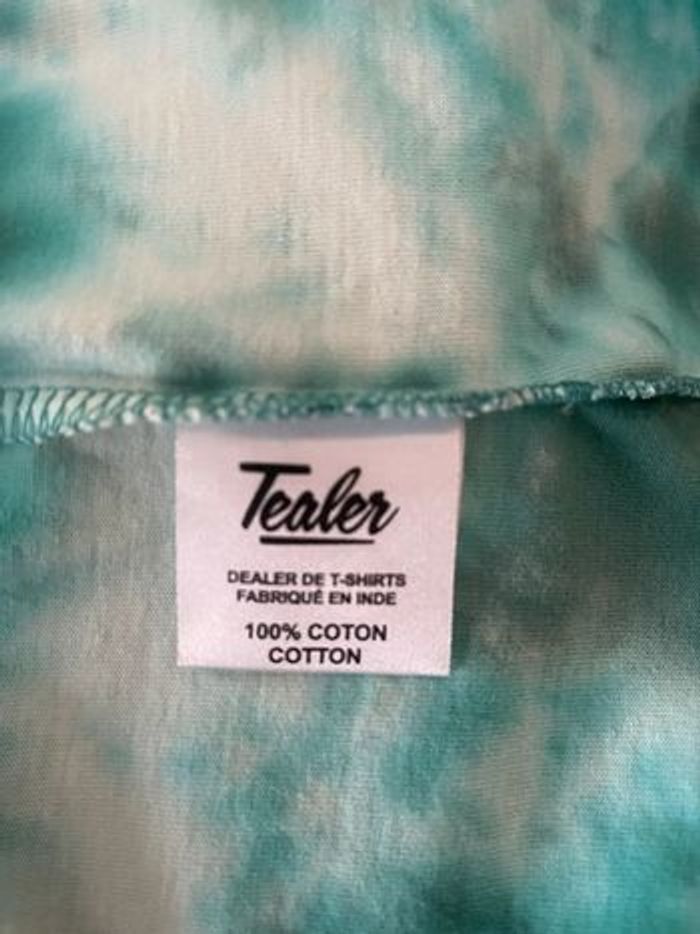 Tealer
DEALER DE T-SHIRTS
FABRIQUÉ EN INDE
100% COTON
COTTON